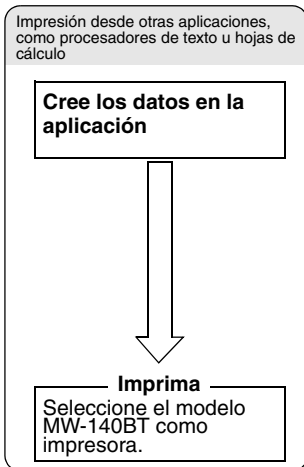 Impresión desde otras aplicaciones,
como procesadores de texto u hojas de
cálculo
Cree los datos en la
aplicación
Imprima
Seleccione el modelo
MW-140BT como
impresora.